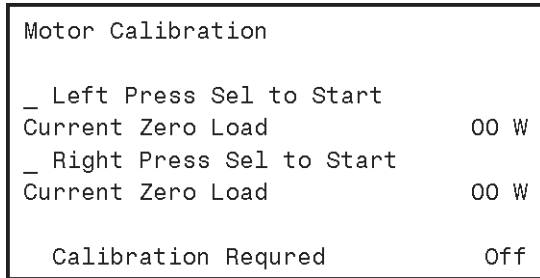 Motor Calibration
_ Left Press Sel to Start
Current Zero Load 00 W
_ Right Press Sel to Start
Current Zero Load 00 W
Calibration Requred Off